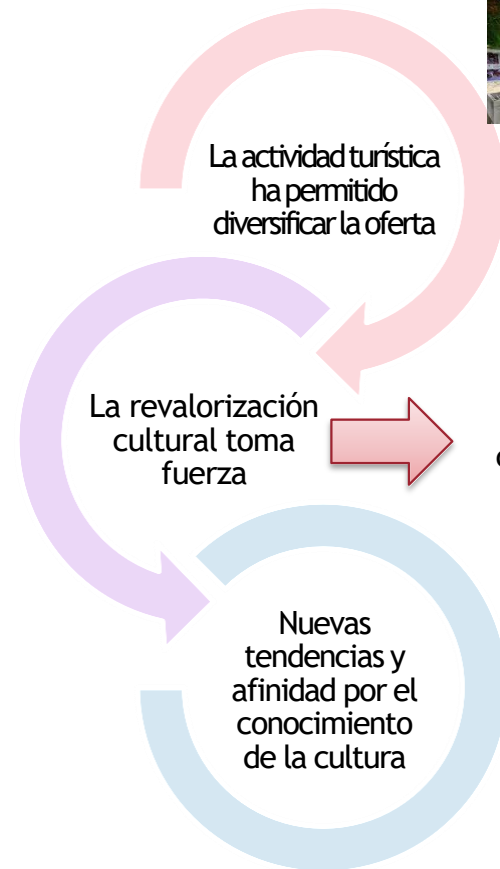 La actividad turística
ha permitido
diversificar la oferta
La revalorización
cultural toma
fuerza
Nuevas
tendencias y
afinidad por el
conocimiento
de la cultura